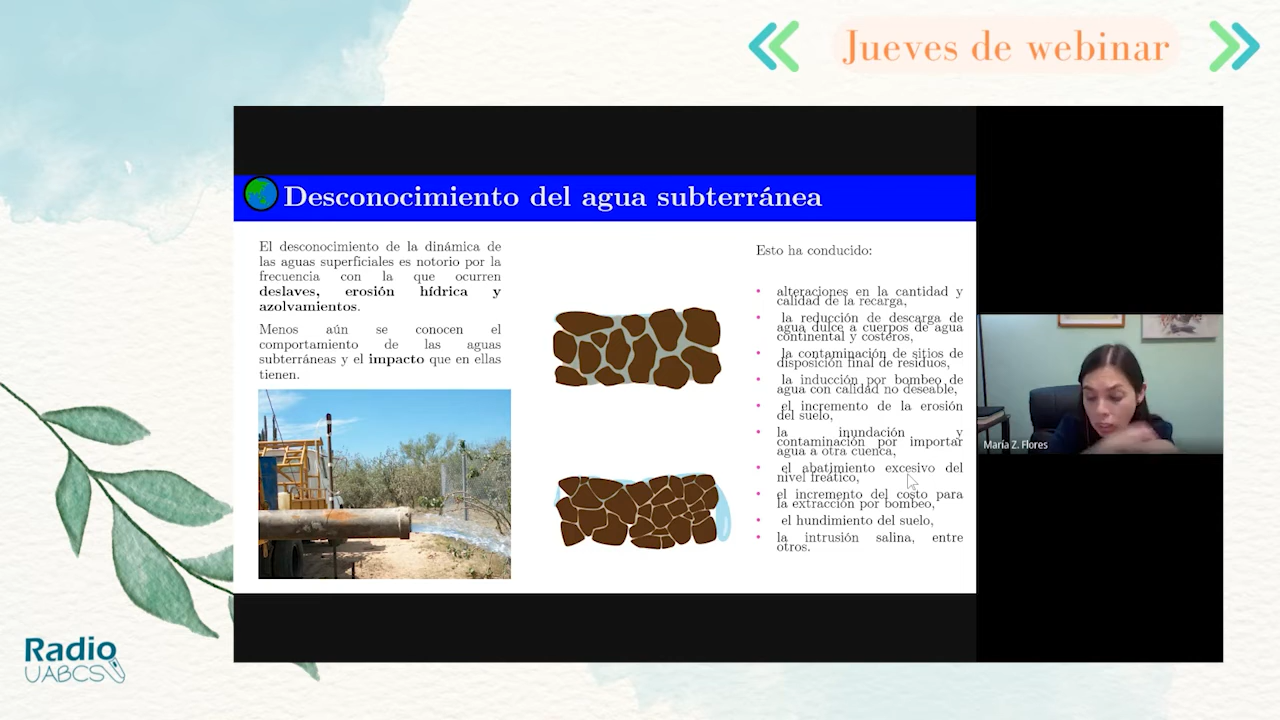 Jueves de webinar
Desconocimiento del agua subterránea
El desconocimiento de la dinámica de
las aguas superficiales es notorio por la
frecuencia con la que ocurren
deslaves, erosión hídrica y
azolvamientos.
Menos aún se conocen el
comportamiento de las aguas
subterráneas y el impacto que en ellas
tienen.
Esto ha conducido:
• alteraciones en la cantidad y
calidad de la recarga,
• la reducción de descarga de
agua dulce a cuerpos de agua
continental y costeros,
• la contaminación de sitios de
disposición final de residuos,
• la inducción por bombeo de
agua con calidad no deseable,
• el incremento de la erosión
del suelo,
• la inundación y
contaminación por importar
agua a otra cuenca,
• el abatimiento excesivo del
nivel freático,
• el incremento del costo para
la extracción por bombeo,
• el hundimiento del suelo,
• la intrusión salina, entre
otros.
María Z. Flores
Radio
UABCS